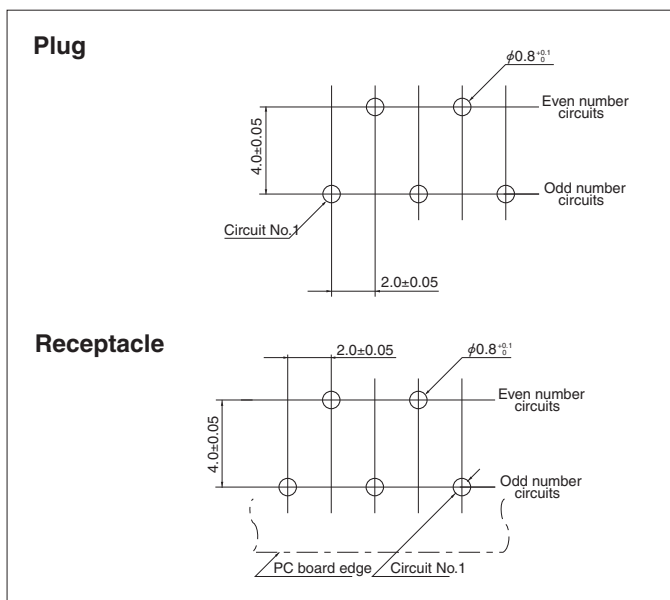 Plug
φ0.8 +0.1 0
Even number
circuits
4.0±0.05
Odd number
circuits
Circuit No.1
2.0±0.05
Receptacle
2.0±0.05
φ0.8 +0.1 0
Even number
circuits
4.0±0.05
Odd number
circuits
PC board edge
Circuit No.1